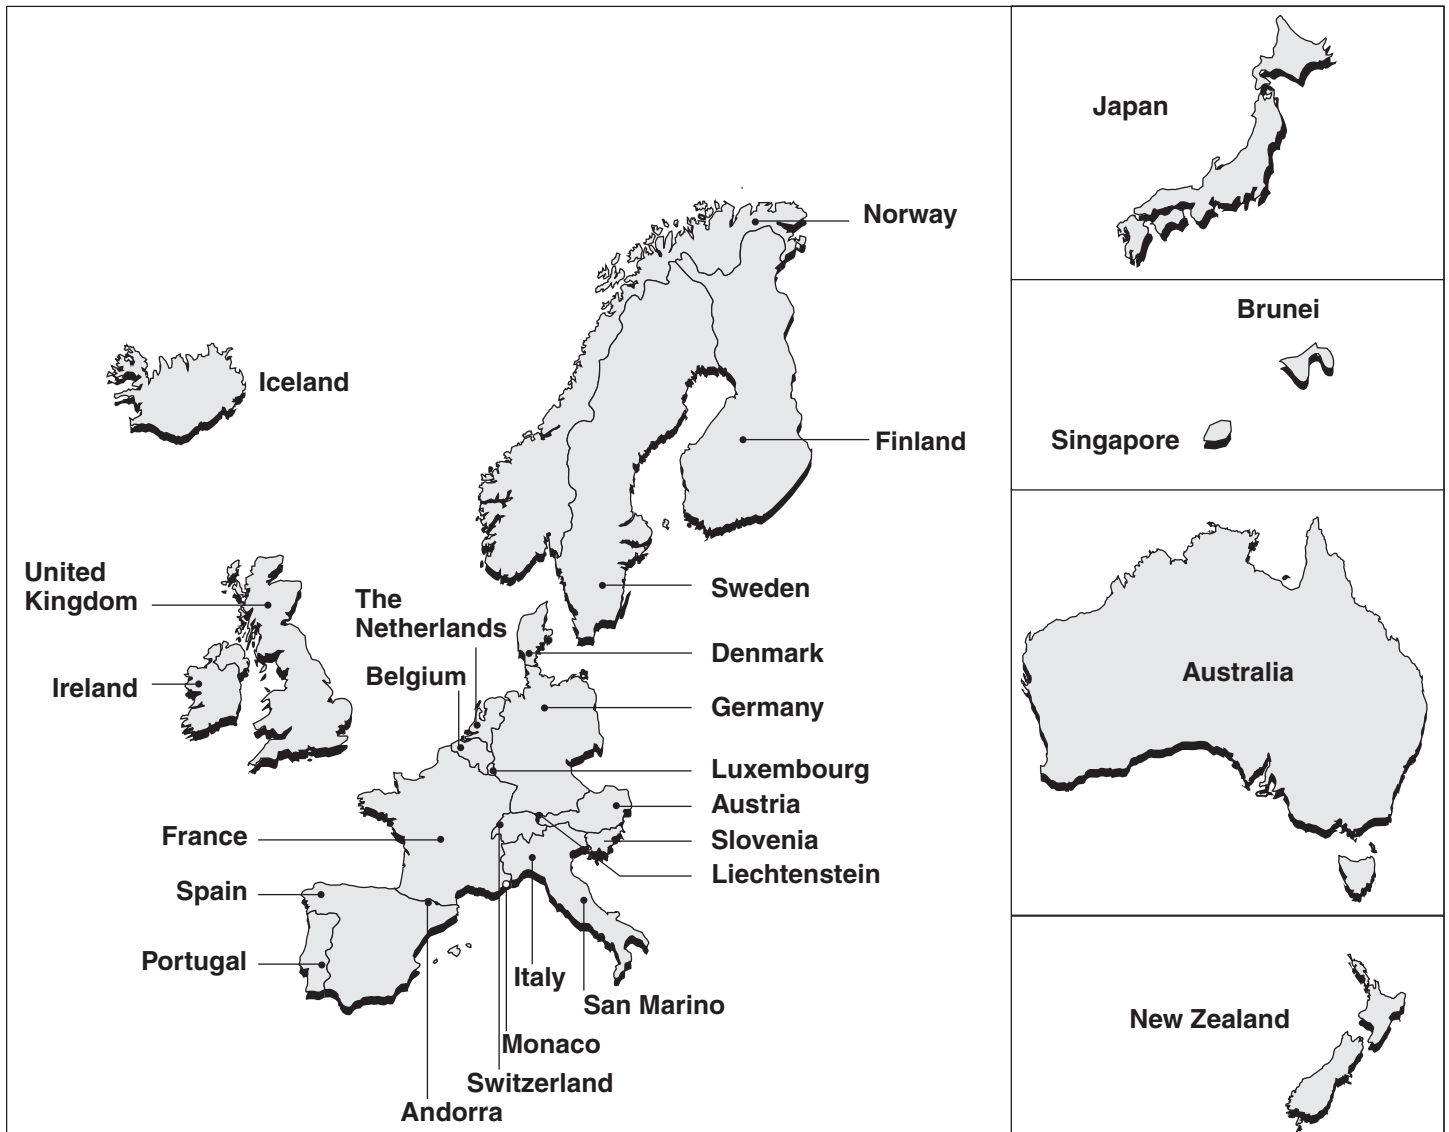 Japan
Norway
Brunei
Iceland
Finland
Singapore
United
Kingdom
The
Netherlands
Sweden
Denmark
Belgium
Ireland
Australia
Germany
Luxembourg
Austria
France
Slovenia
Liechtenstein
Spain
Portugal
Italy
San Marino
New Zealand
Monaco
Switzerland
Andorra